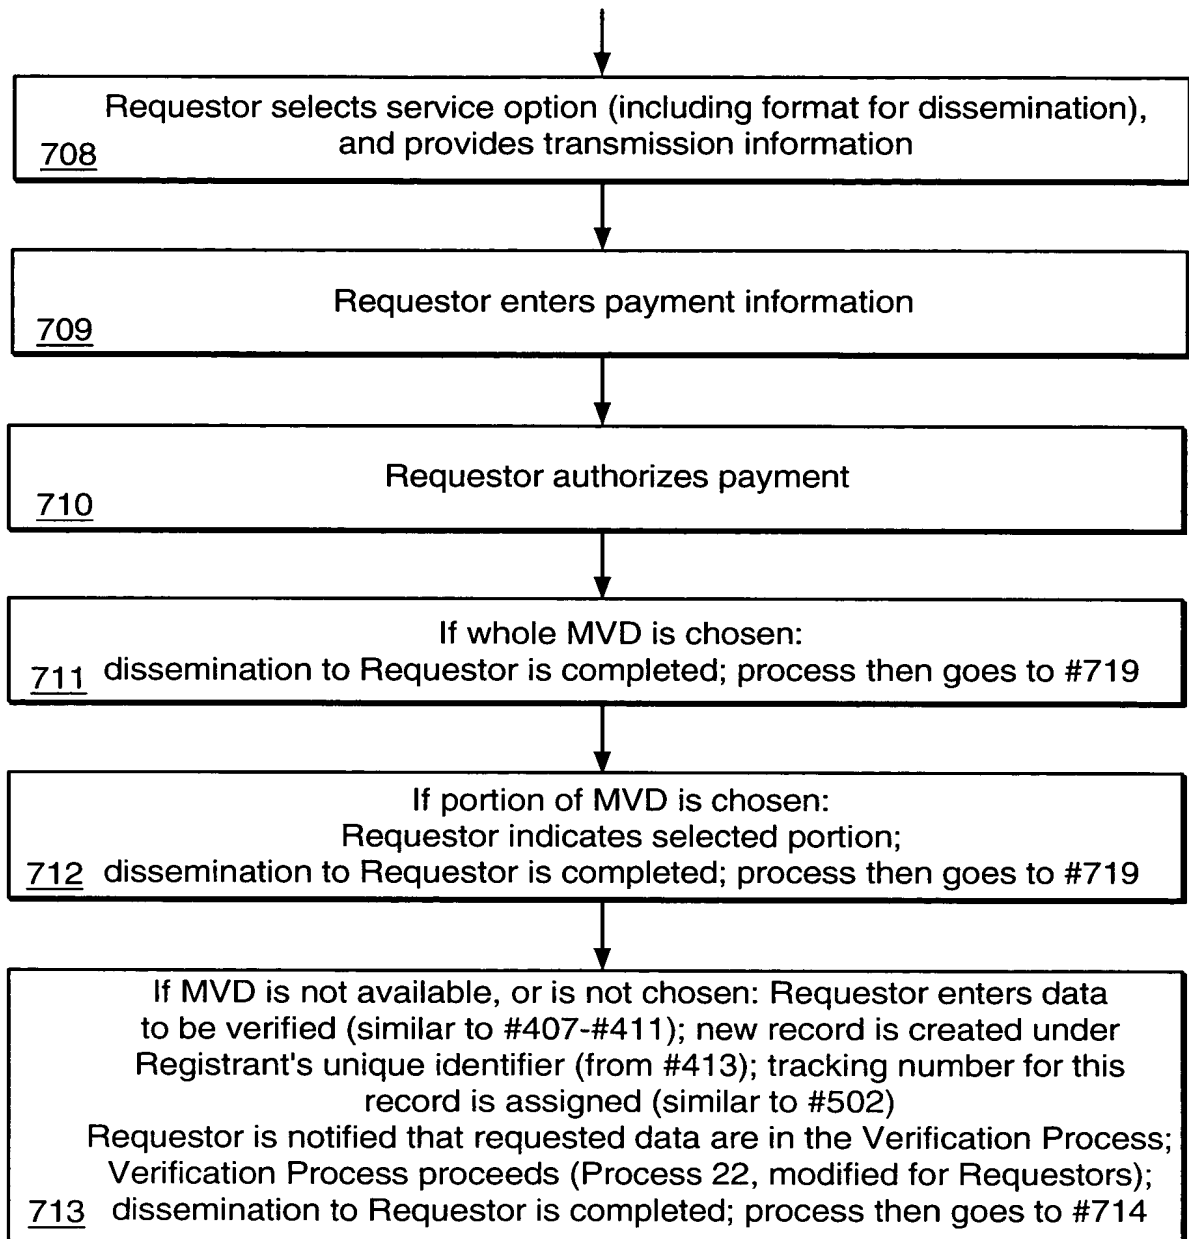 Requestor selects service option (including format for dissemination),
and provides transmission information
708
Requestor enters payment information
709
Requestor authorizes payment
710
If whole MVD is chosen:
711 dissemination to Requestor is completed; process then goes to #719
If portion of MVD is chosen:
Requestor indicates selected portion;
712 dissemination to Requestor is completed; process then goes to #719
If MVD is not available, or is not chosen: Requestor enters data
to be verified (similar to #407-#411); new record is created under
Registrant's unique identifier (from #413); tracking number for this
record is assigned (similar to #502)
Requestor is notified that requested data are in the Verification Process;
Verification Process proceeds (Process 22, modified for Requestors);
713 dissemination to Requestor is completed; process then goes to #714